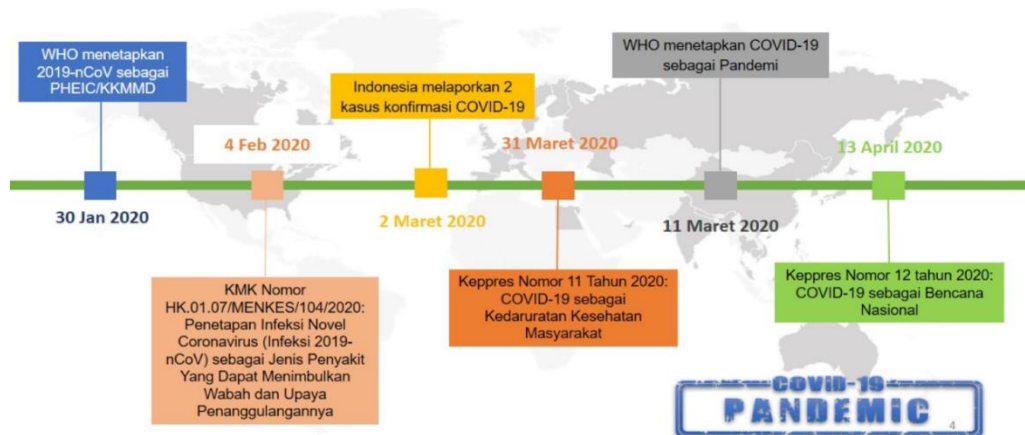 WHO menetapkan
2019-nCoV sebagai
PHEIC/KKMMD
30 Jan 2020
4 Feb 2020
KMK Nomor
HK.01.07/MENKES/104/2020:
Penetapan Infeksi Novel
Coronavirus (Infeksi 2019-
nCoV) sebagai Jenis Penyakit
Yang Dapat Menimbulkan
Wabah dan Upaya
Penanggulangannya
Indonesia melaporkan 2
kasus konfirmasi COVID-19
2 Maret 2020
31 Maret 2020
Keppres Nomor 11 Tahun 2020:
COVID-19 sebagai
Kedaruratan Kesehatan
Masyarakat
WHO menetapkan COVID-19
sebagai Pandemi
11 Maret 2020
13 April 2020
Keppres Nomor 12 tahun 2020:
COVID-19 sebagai Bencana
Nasional
COVID-19
PANDEMIC
4